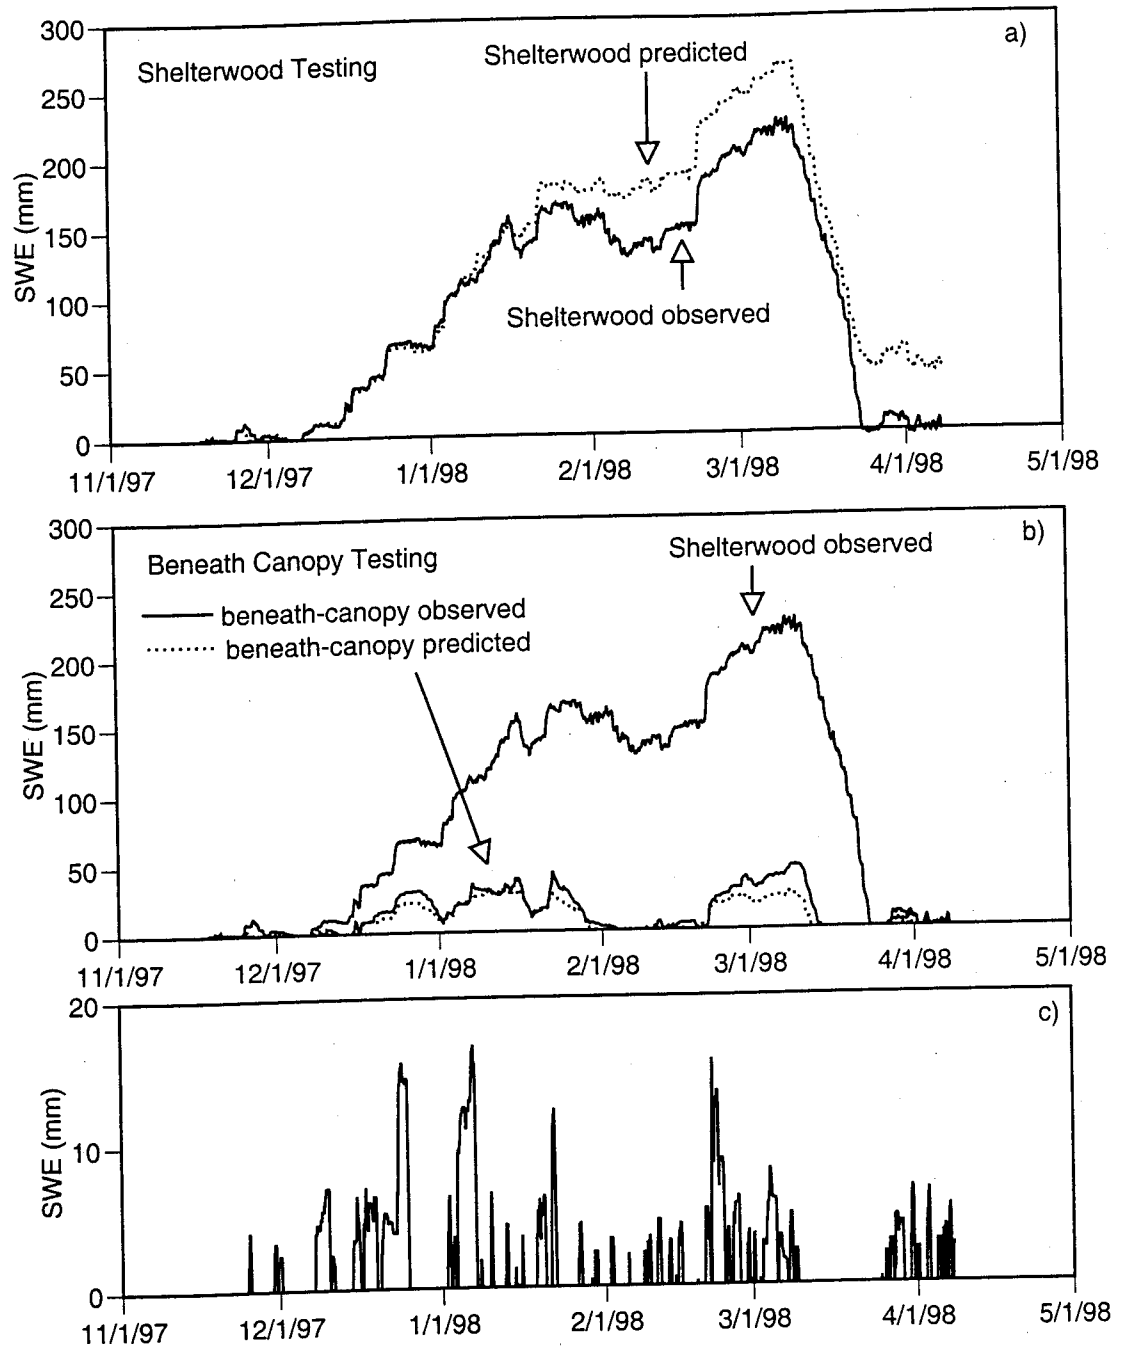 a)
Shelterwood Testing
Shelterwood predicted
Shelterwood observed
SWE (mm)
300
250
200
150
100
50
0
11/1/97 12/1/97 1/1/98 2/1/98 3/1/98 4/1/98 5/1/98
b)
Beneath Canopy Testing
Shelterwood observed
beneath-canopy observed
beneath-canopy predicted
SWE (mm)
300
250
200
150
100
50
0
11/1/97 12/1/97 1/1/98 2/1/98 3/1/98 4/1/98 5/1/98
c)
SWE (mm)
20
10
0
11/1/97 12/1/97 1/1/98 2/1/98 3/1/98 4/1/98 5/1/98